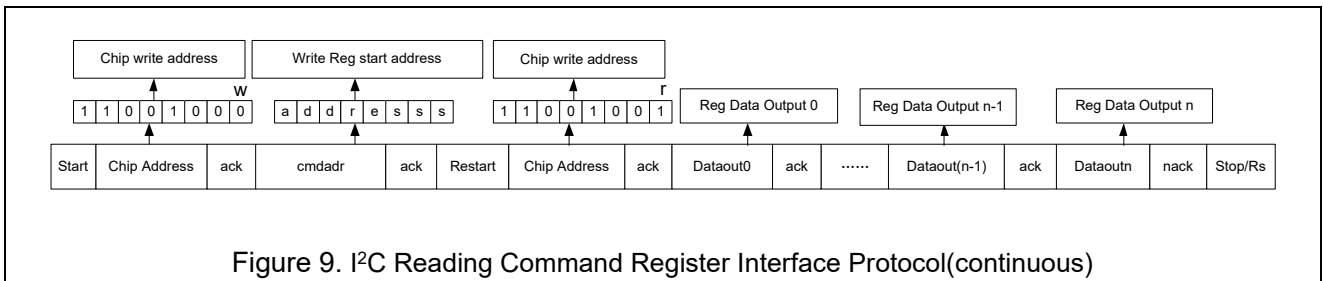 Chip write address Write Reg start address Chip write address
w r
1 1 0 0 1 0 0 0 a d d r e s s s 1 1 0 0 1 0 0 1 Reg Data Output 0 Reg Data Output n-1 Reg Data Output n
Start Chip Address ack cmdadr ack Restart Chip Address ack Dataout0 ack ...... Dataout(n-1) ack Dataoutn nack Stop/Rs
Figure 9. I²C Reading Command Register Interface Protocol(continuous)